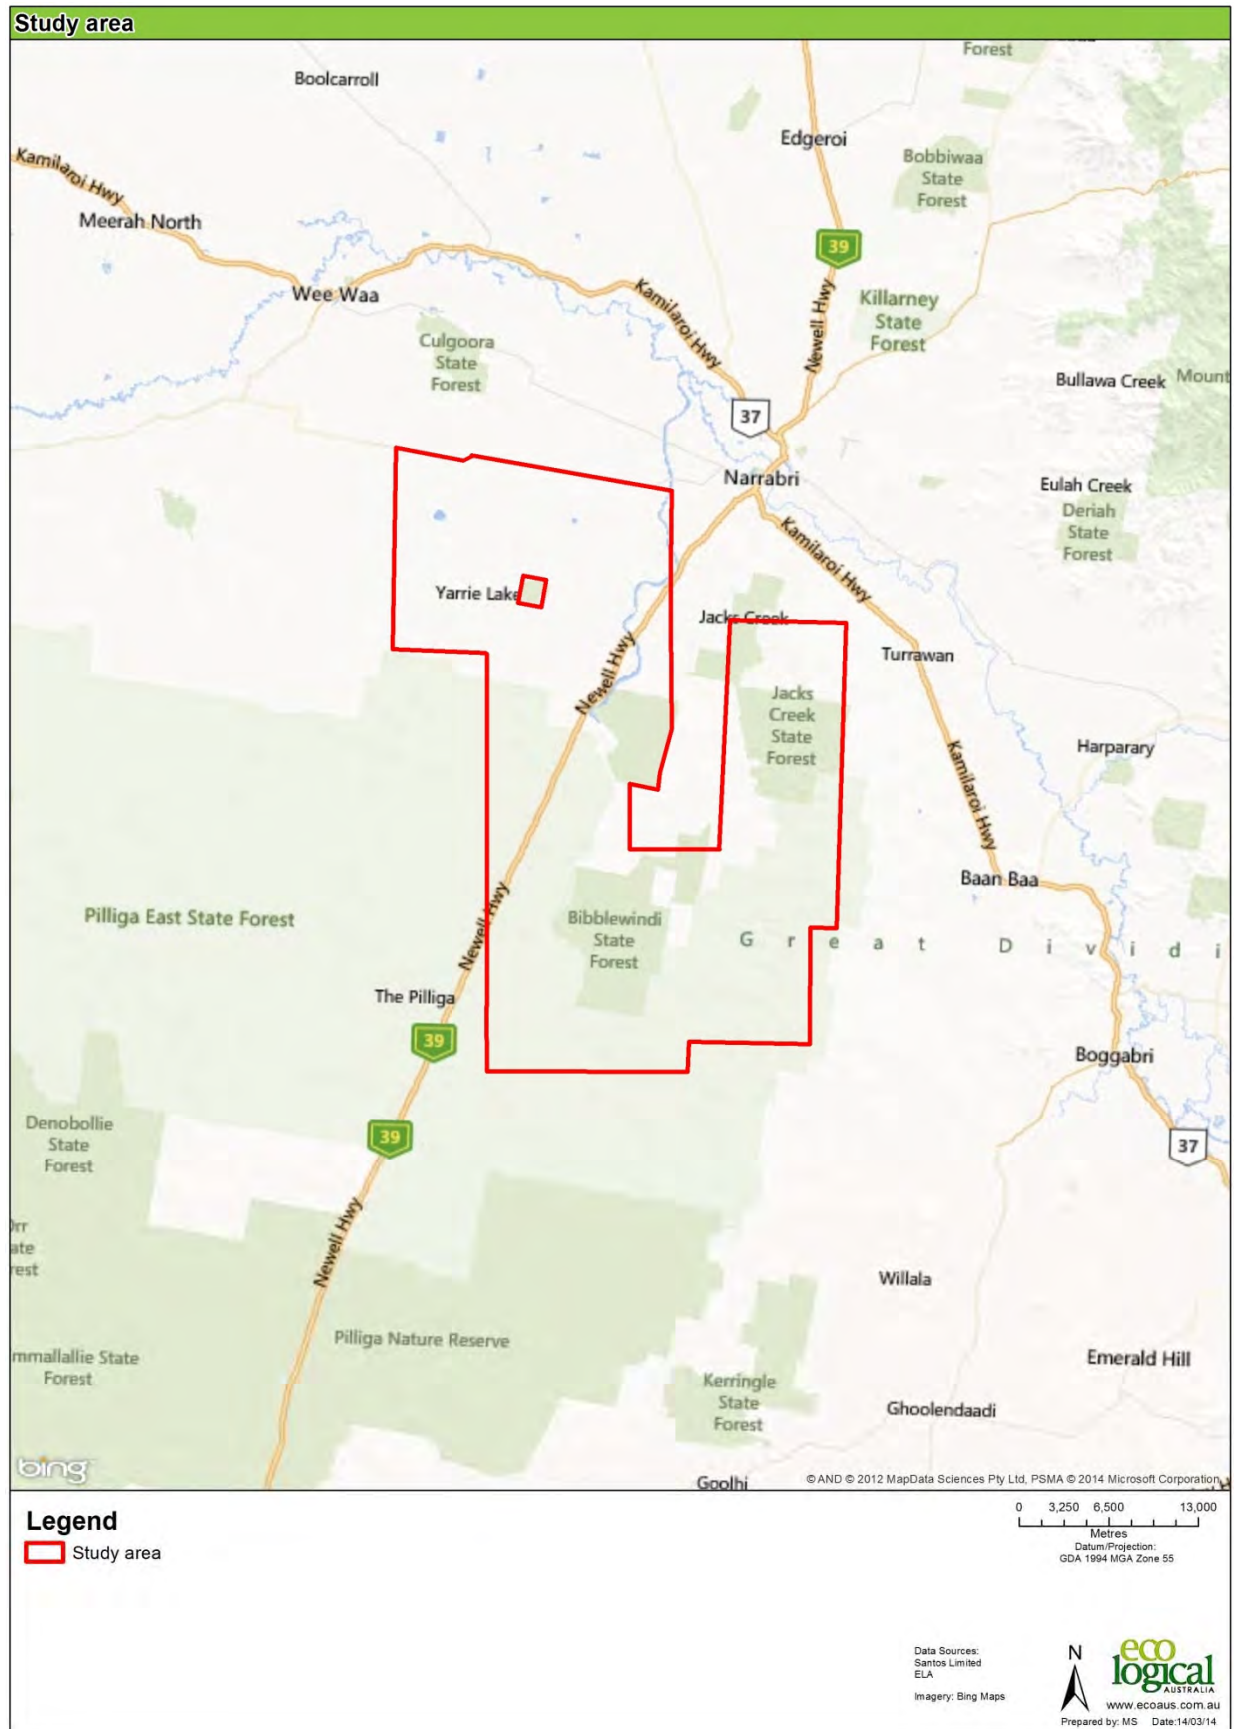 Study area
Forest
Boolcarroll
Edgeroi
Bobbiwaa
State
Forest
Kamilaroi Hwy
Meerah North
39
Wee Waa
Kamilaroi Hwy
Killarney
State
Forest
Newell Hwy
Culgoora
State
Forest
Bullawa Creek
Mount
37
Narrabri
Eulah Creek
Deriah
State
Forest
Kamilaroi Hwy
Yarrie Lake
Jacks Creek
Turrawan
Newell Hwy
Jacks
Creek
State
Forest
Harparary
Kamilaroi Hwy
Baan Baa
Pilliga East State Forest
Bibblewindi
State
Forest
Newell Hwy
Great Dividi
The Pilliga
39
Boggabri
Denobollie
State
Forest
39
37
Newell Hwy
Willala
Pilliga Nature Reserve
mmallallie State
Forest
Emerald Hill
Kerringle
State
Forest
Ghoolendaadi
bing
Goolhi
© AND © 2012 MapData Sciences Pty Ltd, PSMA © 2014 Microsoft Corporation
Legend
Study area
0 3,250 6,500 13,000
Metres
Datum/Projection:
GDA 1994 MGA Zone 55
Data Sources:
Santos Limited
ELA
Imagery: Bing Maps
N
eco
logical
AUSTRALIA
www.ecoaus.com.au
Prepared by: MS Date:14/03/14